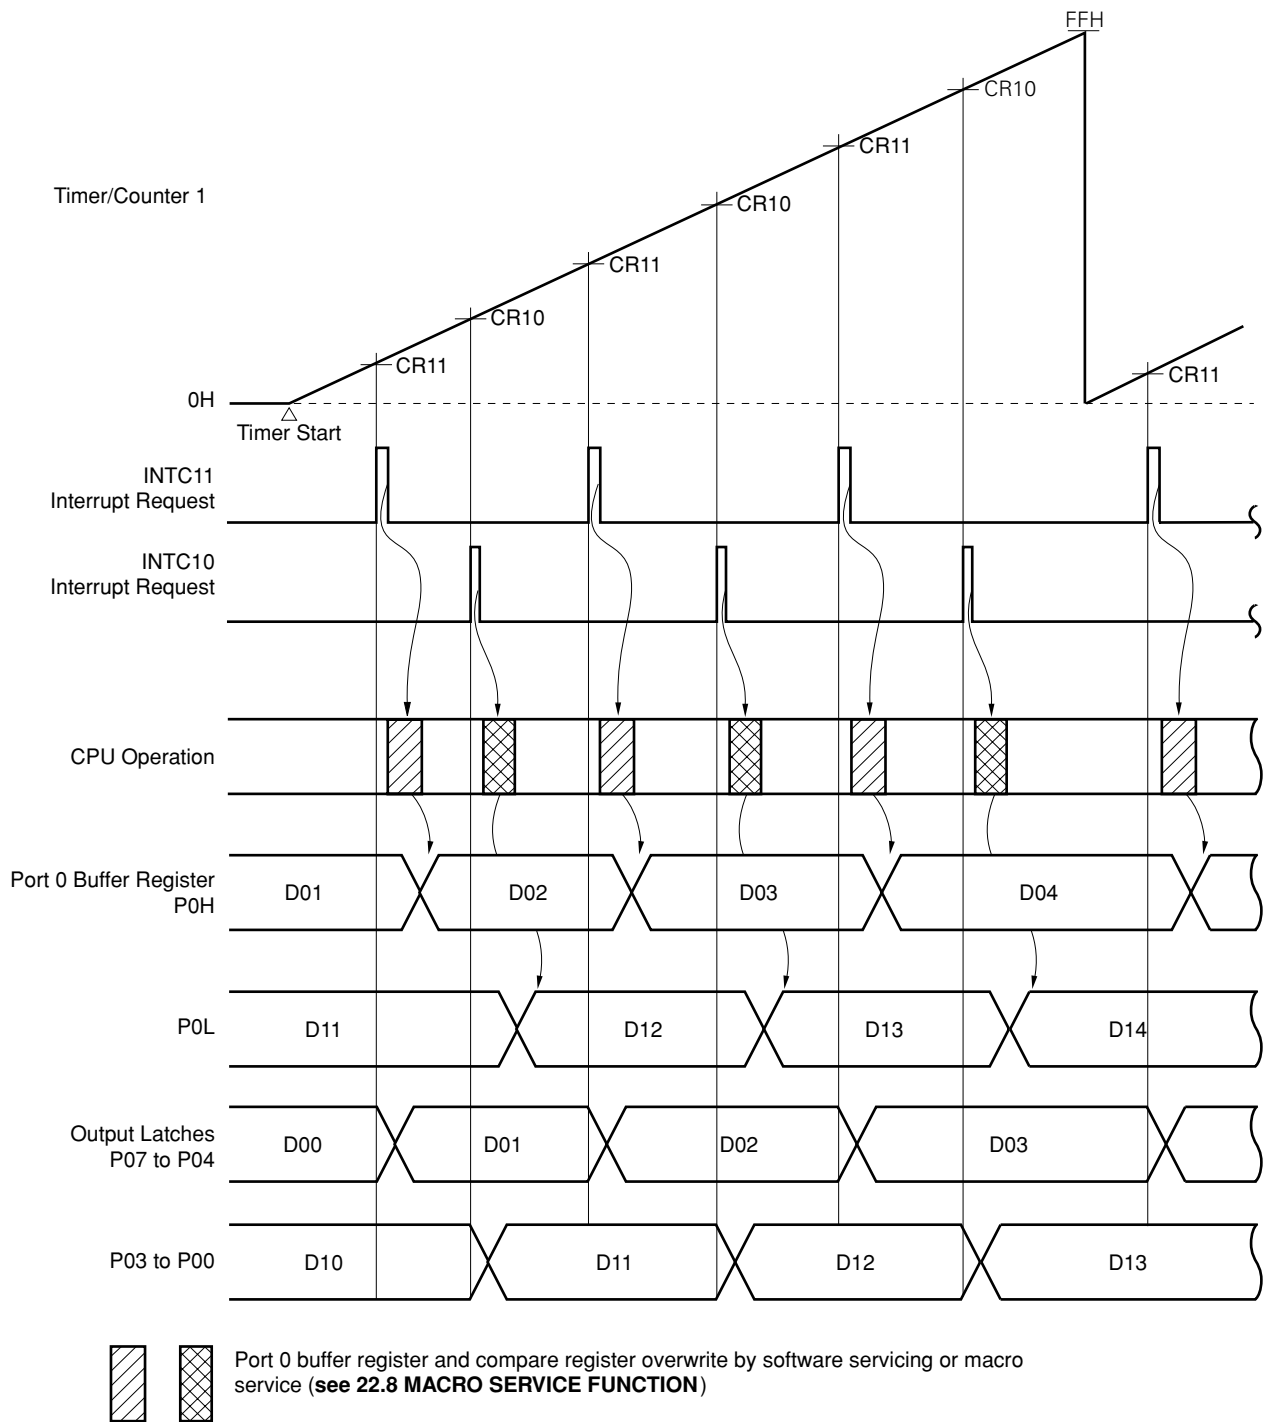 FFH
CR10
CR11
Timer/Counter 1
CR10
CR11
CR10
CR11
CR11
0H
Timer Start
INTC11
Interrupt Request
INTC10
Interrupt Request
CPU Operation
Port 0 Buffer Register
P0H
D01
D02
D03
D04
P0L
D11
D12
D13
D14
Output Latches
P07 to P04
D00
D01
D02
D03
P03 to P00
D10
D11
D12
D13
Port 0 buffer register and compare register overwrite by software servicing or macro
service (see 22.8 MACRO SERVICE FUNCTION)